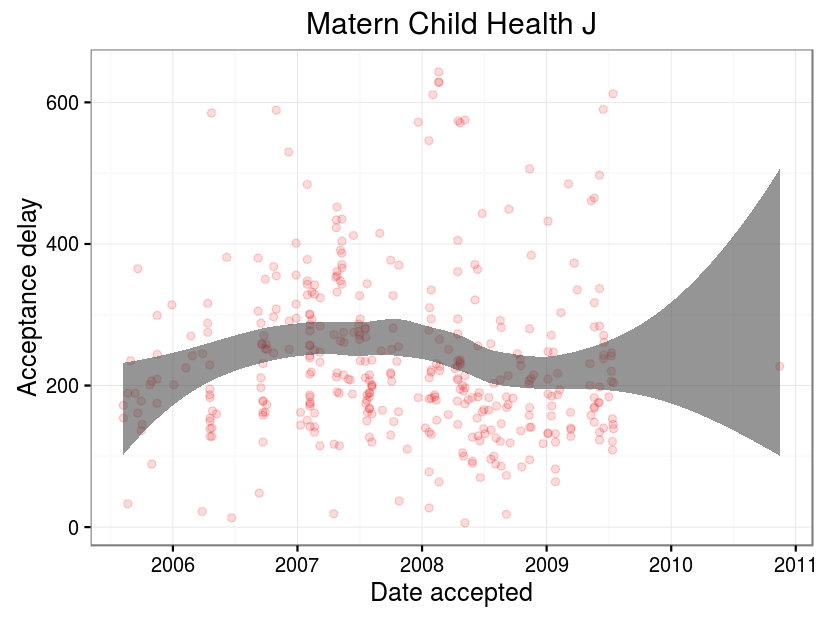 Matern Child Health J
Acceptance delay
600
400
200
0
2006 2007 2008 2009 2010 2011
Date accepted